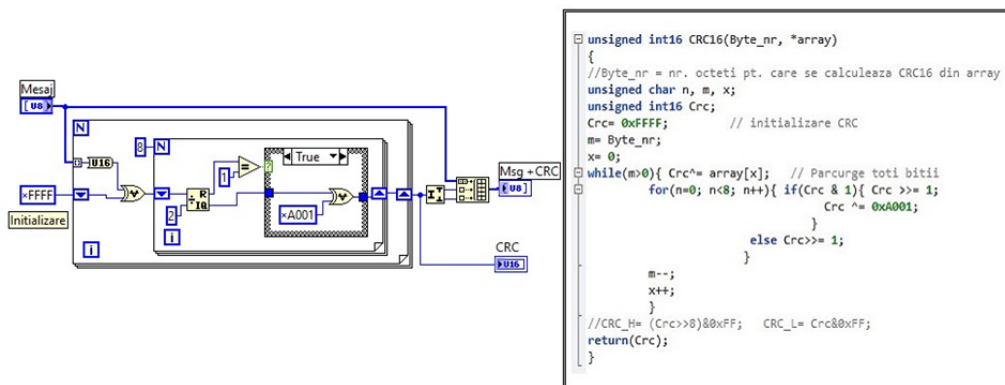 Mesaj
[U8]
N
U16
×FFFF
Initializare
i
8
N
1
=
?
True
R
IQ
2
×A001
i
Msg +CRC
U8
CRC
U16
unsigned int16 CRC16(Byte_nr, *array)
{
//Byte_nr = nr. octeti pt. care se calculeaza CRC16 din array
unsigned char n, m, x;
unsigned int16 Crc;
Crc= 0xFFFF; // initializare CRC
m= Byte_nr;
x= 0;
while(m>0){ Crc^= array[x]; // Parcurge toti bitii
for(n=0; n<8; n++){ if(Crc & 1){ Crc >>= 1;
Crc ^= 0xA001;
}
else Crc>>= 1;
}
m--;
x++;
}
//CRC_H= (Crc>>8)&0xFF; CRC_L= Crc&0xFF;
return(Crc);
}